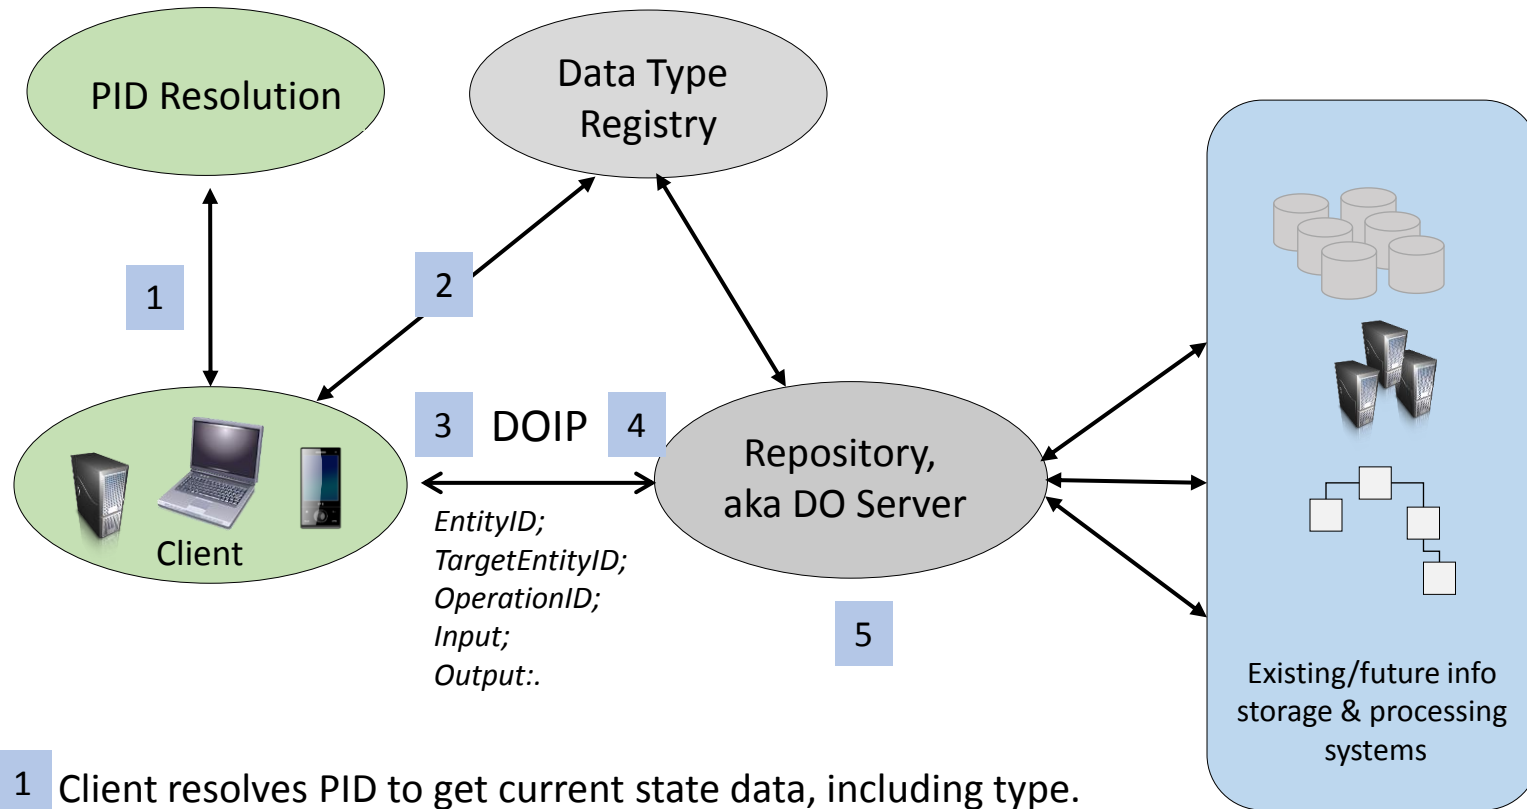 PID Resolution
Data Type
Registry
1
2
3
DOIP
4
Client
Repository,
aka DO Server
EntityID;
TargetEntityID;
OperationID;
Input;
Output:.
5
Existing/future info
storage & processing
systems
1 Client resolves PID to get current state data, including type.